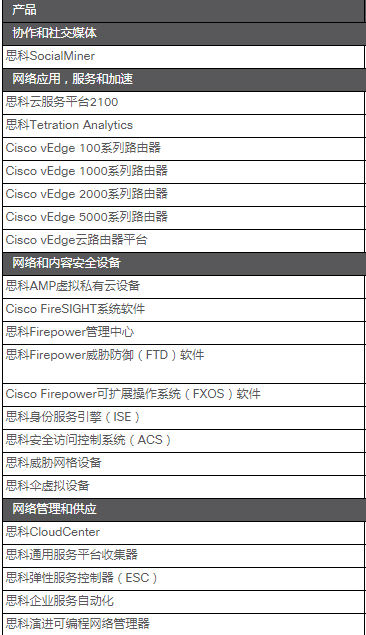 产品
协作和社交媒体
思科SocialMiner
网络应用，服务和加速
思科云服务平台2100
思科Tetration Analytics
Cisco vEdge 100系列路由器
Cisco vEdge 1000系列路由器
Cisco vEdge 2000系列路由器
Cisco vEdge 5000系列路由器
Cisco vEdge云路由器平台
网络和内容安全设备
思科AMP虚拟私有云设备
Cisco FireSIGHT系统软件
思科Firepower管理中心
思科Firepower威胁防御（FTD）软件
Cisco Firepower可扩展操作系统（FXOS）软件
思科身份服务引擎（ISE）
思科安全访问控制系统（ACS）
思科威胁网格设备
思科伞虚拟设备
网络管理和供应
思科CloudCenter
思科通用服务平台收集器
思科弹性服务控制器（ESC）
思科企业服务自动化
思科演进可编程网络管理器